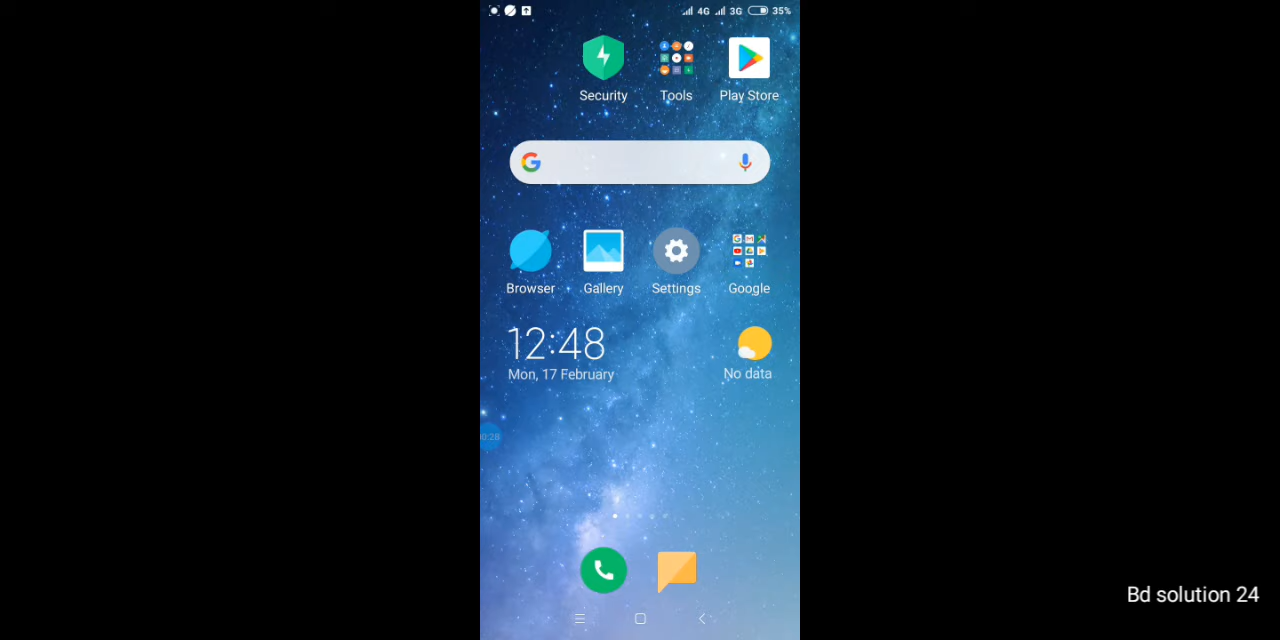 4G 3G 35%
Security Tools Play Store
Browser Gallery Settings Google
12:48
Mon, 17 February
No data
Bd solution 24